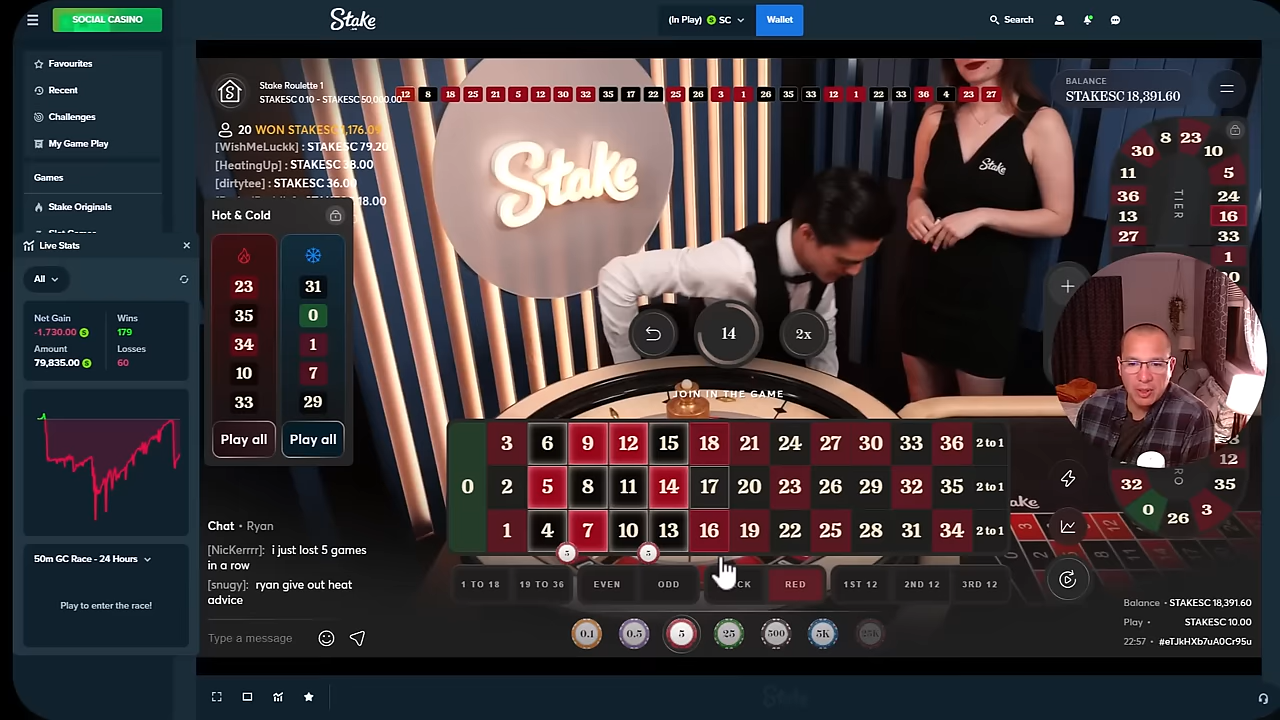 SOCIAL CASINO
Stake
(In Play) SC
Wallet
Search
Favourites
Recent
Challenges
My Game Play
Games
Stake Originals
Live Stats
All
Net Gain
Wins
-1.730.00
179
Amount
Losses
79,835.00
60
50m GC Race - 24 Hours
Play to enter the race!
Stake Roulette 1
STAKESC 0.10 - STAKESC 50,000.00
12 8 18 25 21 5 12 30 32 35 17 22 25 26 3 1 26 35 33 12 1 22 33 36 4 23 27
BALANCE
STAKESC 18,391.60
20 WON STAKESC 1,176.00
[WishMeLuckk] : STAKESC 79.20
[HeatingUp] : STAKESC 38.00
[dirtytee] : STAKESC 36.00
18.00
Hot & Cold
23 31
35 0
34 1
10 7
33 29
Play all
Play all
Stake
Stake
14
2x
JOIN IN THE GAME
8 23
30 10
11 5
36 24
13 16
27 33
1
TIER
12
32 35
0 26 3
3 6 9 12 15 18 21 24 27 30 33 36 2 to 1
0 2 5 8 11 14 17 20 23 26 29 32 35 2 to 1
1 4 7 10 13 16 19 22 25 28 31 34 2 to 1
5 5
1 TO 18 19 TO 36 EVEN ODD RED 1ST 12 2ND 12 3RD 12
0.1 0.5 5 25 500 5K 25K
Chat • Ryan
[NicKerrrr]: i just lost 5 games
in a row
[snugy]: ryan give out heat
advice
Type a message
Balance - STAKESC 18,391.60
Play - STAKESC 10.00
22:57 • #eTJkHXb7uA0Cr95u